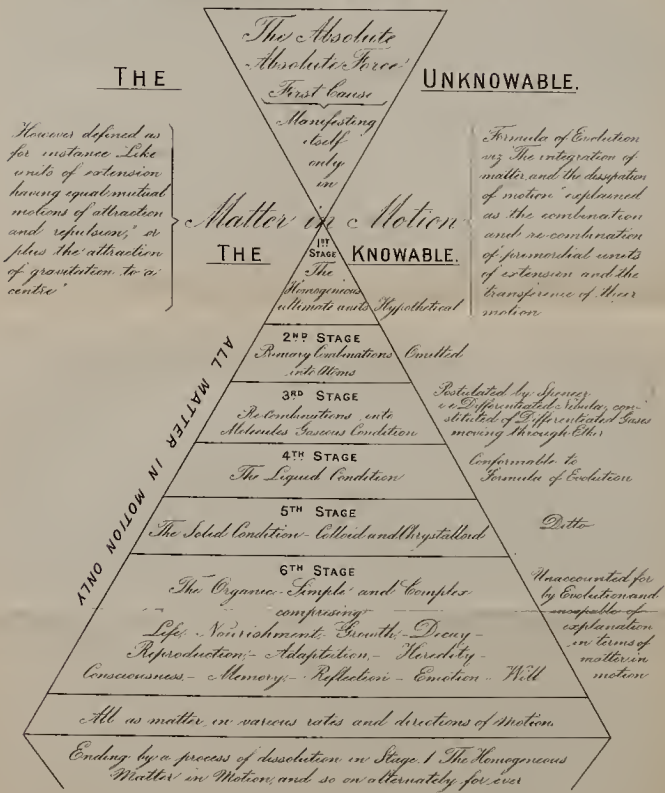 The Absolute
Absolute Force
First Cause
THE UNKNOWABLE.
Manifesting
itself
only
in
However defined as
for instance "Like
units of extension
having equal mutual
motions of attraction
and repulsion," or
plus the attraction
of gravitation to "a
centre"
Matter in Motion
Formula of Evolution
viz "The integration of
matter and the dissipation
of motion" explained
as the combination
and re-combination
of primordial units
of extension and the
transference of their
motion
THE KNOWABLE.
1ST
STAGE
The
Homogenious
ultimate units Hypothetical
2ND STAGE
Primary Combinations Omitted
into Atoms
3RD STAGE
Re-Combinations into
Molecules Gaseous Condition
Postulated by Spencer
i.e. Differentiated Nebula, con-
stituted of Differentiated Gases
moving through Ether
4TH STAGE
The Liquid Condition
Conformable to
Formula of Evolution
5TH STAGE
The Solid Condition - Colloid and Chrystalloid
Ditto
ALL MATTER IN MOTION ONLY
6TH STAGE
The Organic - Simple and Complex
comprising
Life,- Nourishment,- Growth,- Decay -
Reproduction,- Adaptation,- Heredity -
Consciousness,- Memory,- Reflection - Emotion - Will
Unaccounted for
by Evolution and
incapable of
explanation
in terms of
matter in
motion
All as matter, in various rates and directions of Motion
Ending by a process of dissolution in Stage. 1 The Homogeneous
Matter in Motion, and so on alternately for ever